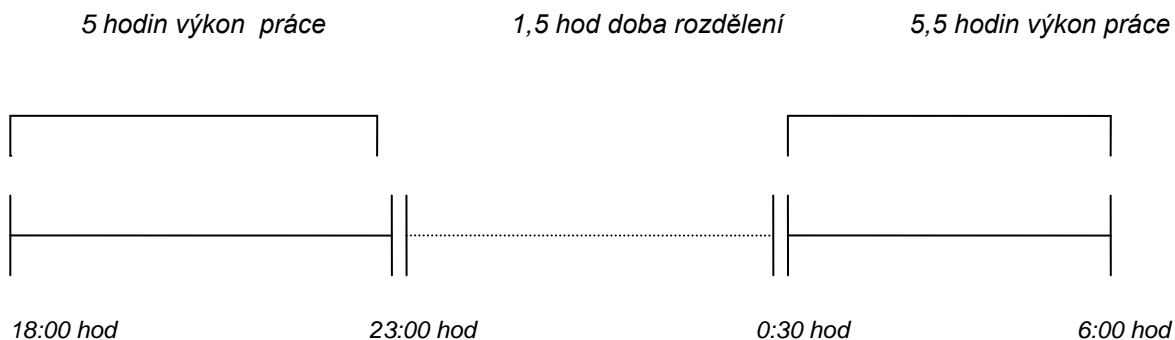 5 hodin výkon práce 1,5 hod doba rozdělení 5,5 hodin výkon práce
18:00 hod 23:00 hod 0:30 hod 6:00 hod